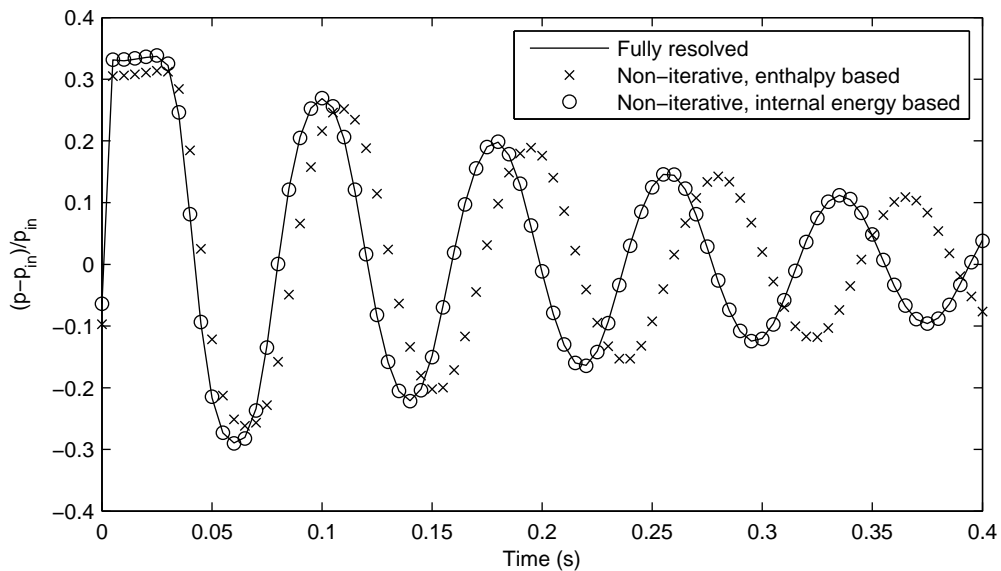 0.4
0.3
0.2
0.1
0
−0.1
−0.2
−0.3
−0.4
(p−p_in)/p_in
Fully resolved
Non-iterative, enthalpy based
Non-iterative, internal energy based
0 0.05 0.1 0.15 0.2 0.25 0.3 0.35 0.4
Time (s)